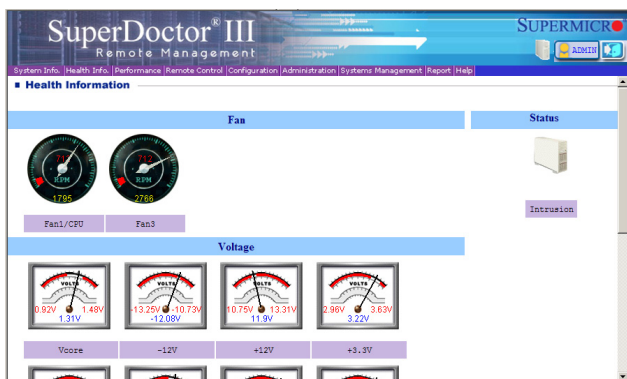 SuperDoctor® III
Remote Management
SUPERMICRO
ADMIN
System Info. |Health Info. |Performance |Remote Control |Configuration |Administration |Systems Management |Report |Help|
Health Information
Fan
Status
712
RPM
1795
712
RPM
2766
Fan1/CPU
Fan3
Intrusion
Voltage
VOLTS
0.92V
1.48V
1.31V
VOLTS
-13.25V
-10.73V
-12.08V
VOLTS
10.75V
13.31V
11.9V
VOLTS
2.96V
3.63V
3.22V
Vcore
-12V
+12V
+3.3V